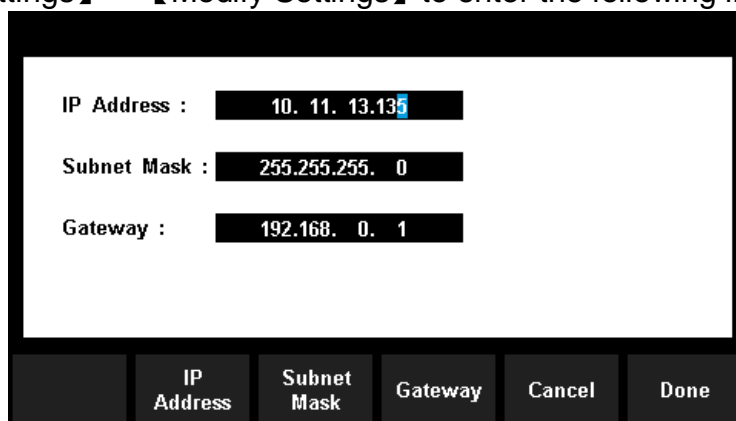 【Modify Settings】 to enter the following
IP Address :
10. 11. 13.135
Subnet Mask :
255.255.255. 0
Gateway :
192.168. 0. 1
IP
Address
Subnet
Mask
Gateway
Cancel
Done